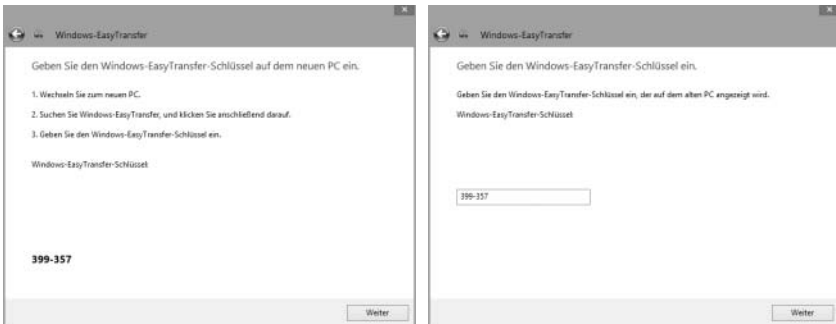 Windows-EasyTransfer
Geben Sie den Windows-EasyTransfer-Schlüssel auf dem neuen PC ein.
1. Wechseln Sie zum neuen PC.
2. Suchen Sie Windows-EasyTransfer, und klicken Sie anschließend darauf.
3. Geben Sie den Windows-EasyTransfer-Schlüssel ein.
Windows-EasyTransfer-Schlüssel:
399-357
Weiter
Windows-EasyTransfer
Geben Sie den Windows-EasyTransfer-Schlüssel ein.
Geben Sie den Windows-EasyTransfer-Schlüssel ein, der auf dem alten PC angezeigt wird.
Windows-EasyTransfer-Schlüssel:
399-357
Weiter